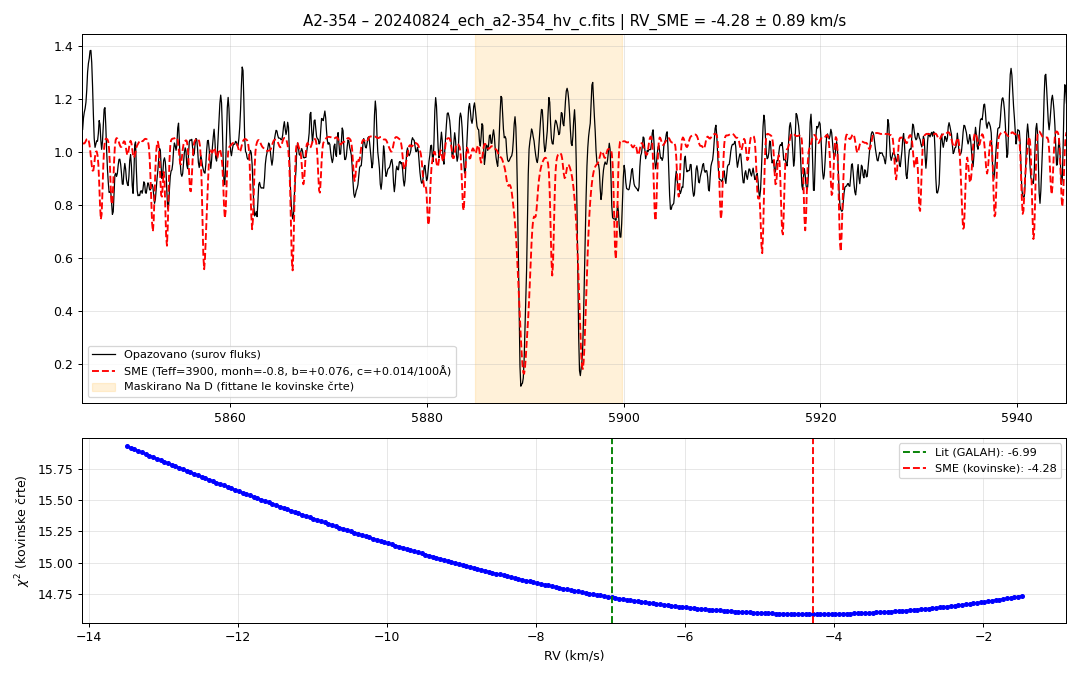 A2-354 – 20240824_ech_a2-354_hv_c.fits | RV_SME = -4.28 ± 0.89 km/s
1.4
1.2
1.0
0.8
0.6
0.4
0.2
Opazovano (surov fluks)
SME (Teff=3900, monh=-0.8, b=+0.076, c=+0.014/100Å)
Maskirano Na D (fittane le kovinske črte)
5860 5880 5900 5920 5940
χ² (kovinske črte)
15.75
15.50
15.25
15.00
14.75
Lit (GALAH): -6.99
SME (kovinske): -4.28
−14 −12 −10 −8 −6 −4 −2
RV (km/s)